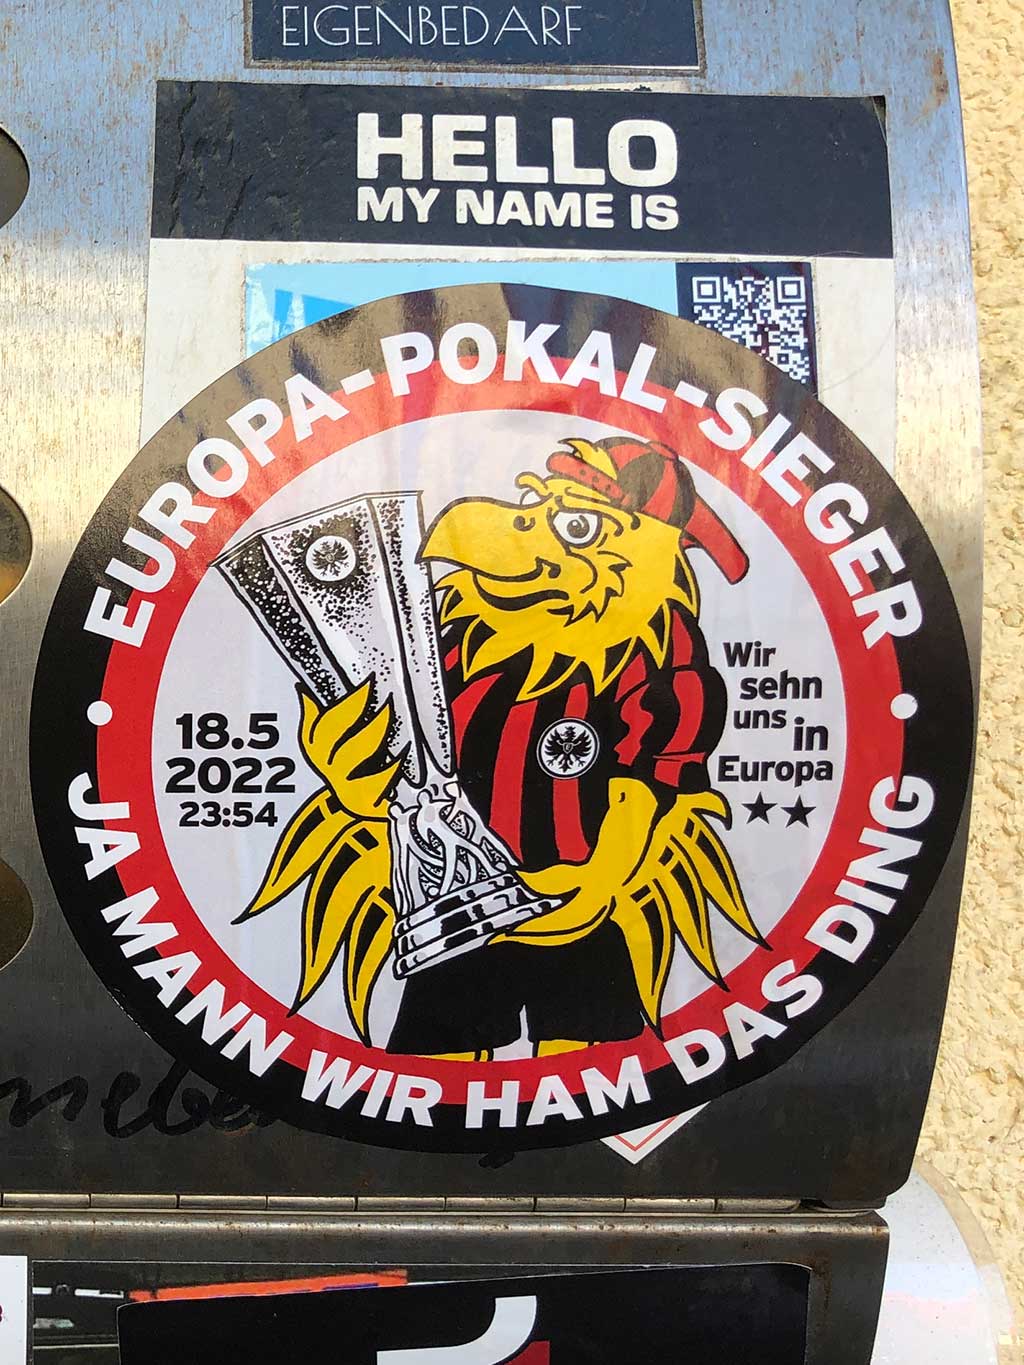 EIGENBEDARF
HELLO
MY NAME IS
EUROPA-POKAL-SIEGER
18.5
2022
23:54
Wir
sehn
uns in
Europa
JA MANN WIR HAM DAS DING